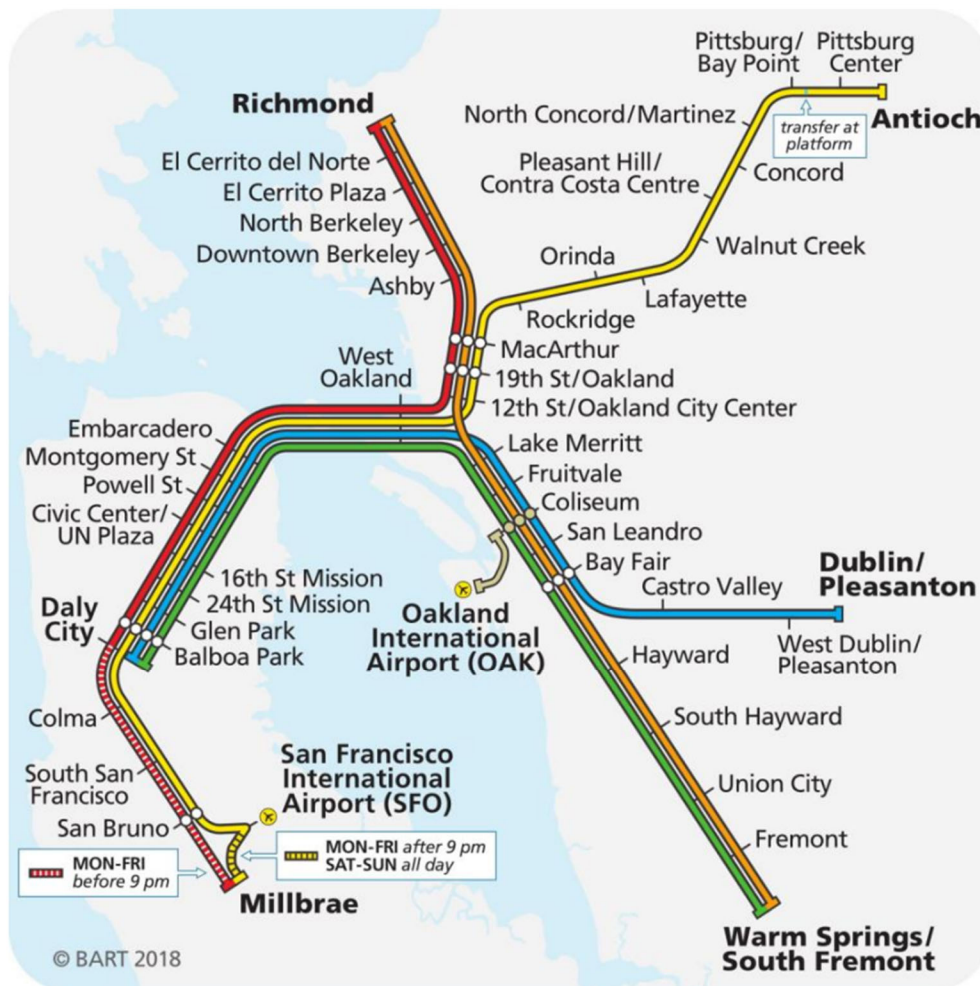 Pittsburg/
Bay Point
Pittsburg
Center
Richmond
North Concord/Martinez
Antioch
transfer at
platform
El Cerrito del Norte
Pleasant Hill/
Contra Costa Centre
Concord
El Cerrito Plaza
North Berkeley
Downtown Berkeley
Walnut Creek
Orinda
Ashby
Lafayette
Rockridge
West
Oakland
MacArthur
19th St/Oakland
12th St/Oakland City Center
Embarcadero
Lake Merritt
Montgomery St
Fruitvale
Powell St
Coliseum
Civic Center/
UN Plaza
San Leandro
Bay Fair
16th St Mission
24th St Mission
Glen Park
Balboa Park
Daly
City
Oakland
International
Airport (OAK)
Castro Valley
Dublin/
Pleasanton
West Dublin/
Pleasanton
Hayward
Colma
South Hayward
South San
Francisco
San Francisco
International
Airport (SFO)
Union City
San Bruno
Fremont
MON-FRI
before 9 pm
MON-FRI after 9 pm
SAT-SUN all day
Millbrae
Warm Springs/
South Fremont
© BART 2018